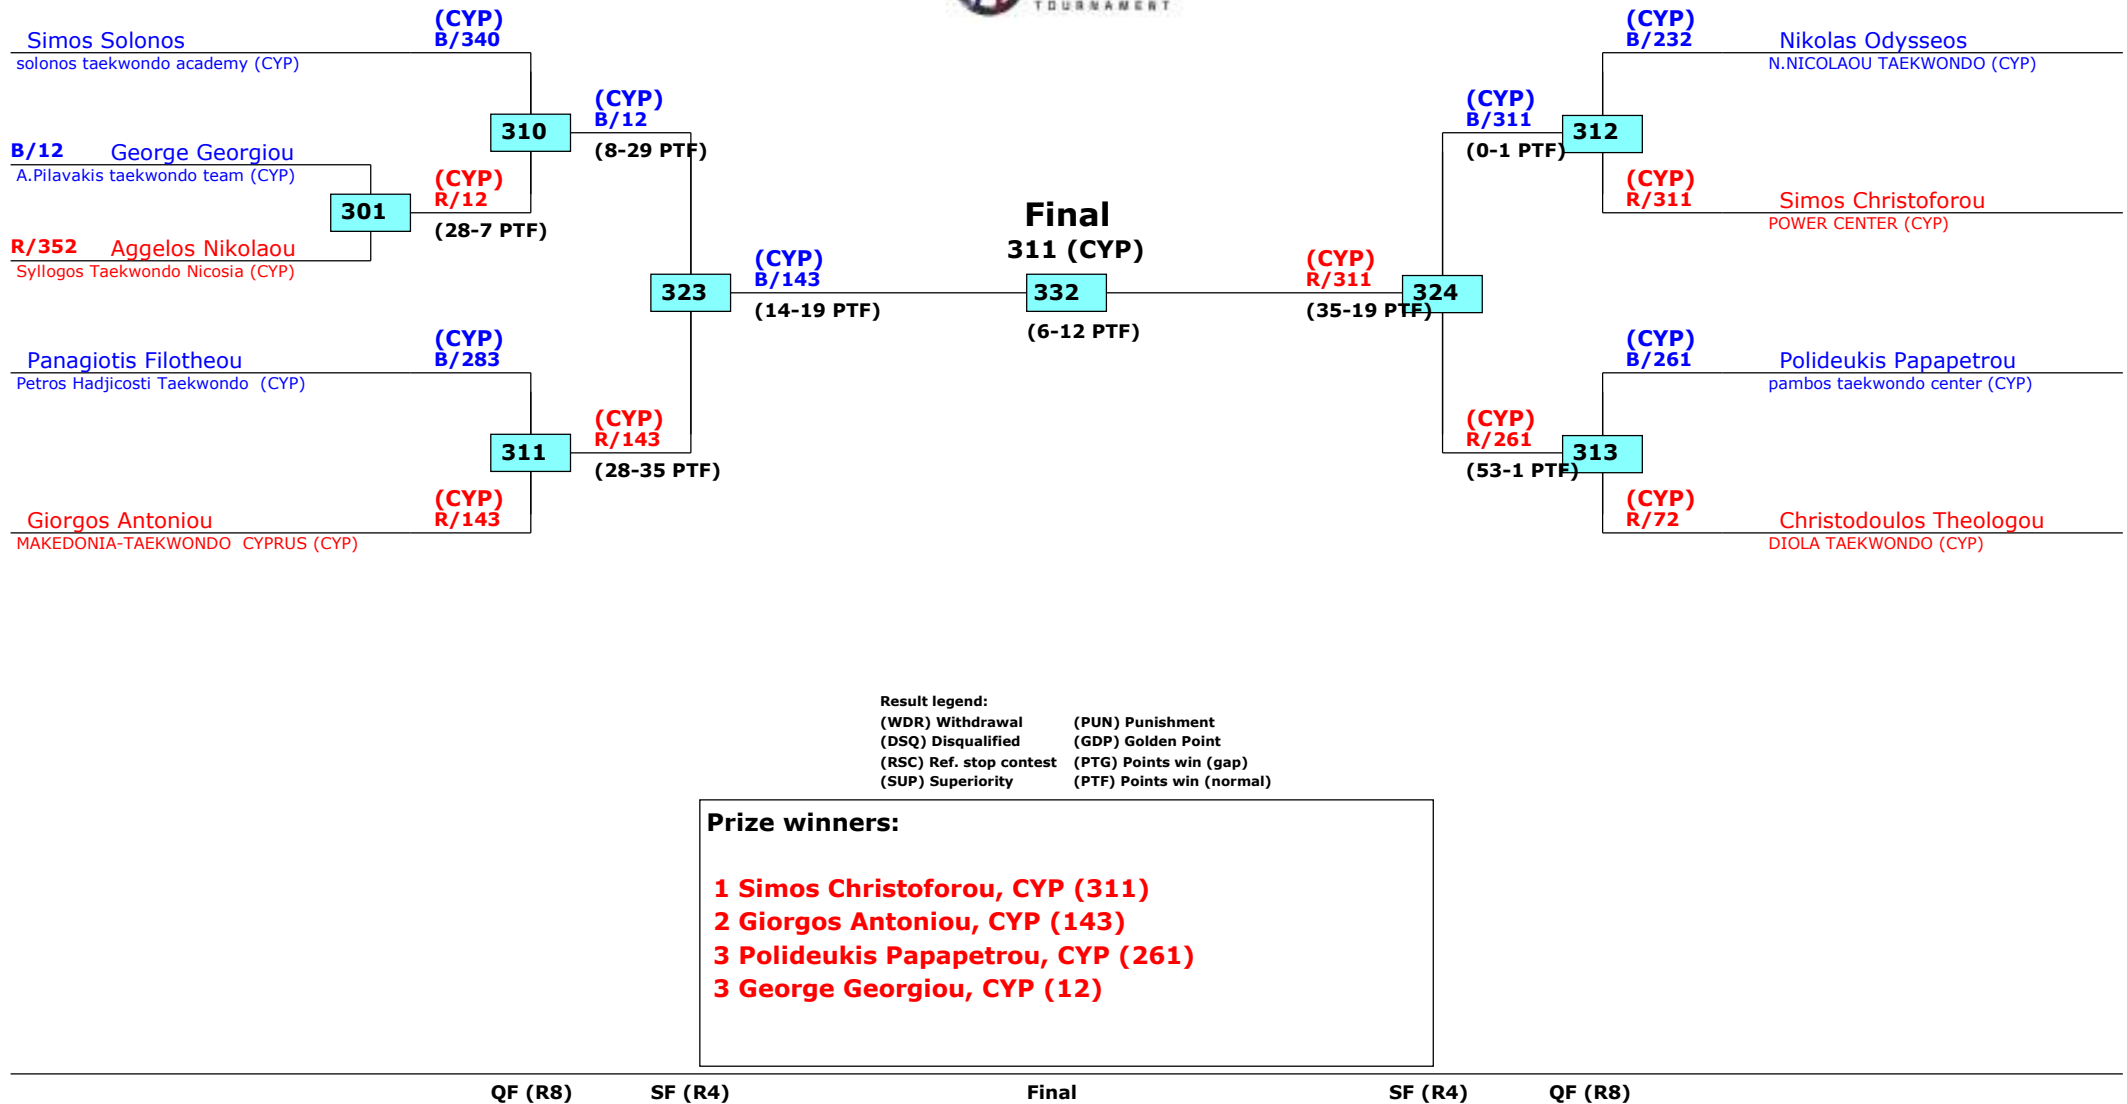 TOURNAMENT
(CYP)
B/340
Simos Solonos
solonos taekwondo academy (CYP)
310
(CYP)
B/12
(8-29 PTF)
B/12 George Georgiou
A.Pilavakis taekwondo team (CYP)
301
(CYP)
R/12
(28-7 PTF)
R/352 Aggelos Nikolaou
Syllogos Taekwondo Nicosia (CYP)
323
(CYP)
B/143
(14-19 PTF)
(CYP)
B/283
Panagiotis Filotheou
Petros Hadjicosti Taekwondo (CYP)
311
(CYP)
R/143
(28-35 PTF)
(CYP)
R/143
Giorgos Antoniou
MAKEDONIA-TAEKWONDO CYPRUS (CYP)
Final
311 (CYP)
332
(6-12 PTF)
(CYP)
R/311
(35-19 PTF)
324
(CYP)
B/232
Nikolas Odysseos
N.NICOLAOU TAEKWONDO (CYP)
(CYP)
B/311
(0-1 PTF)
312
(CYP)
R/311
Simos Christoforou
POWER CENTER (CYP)
(CYP)
B/261
Polideukis Papapetrou
pambos taekwondo center (CYP)
(CYP)
R/261
(53-1 PTF)
313
(CYP)
R/72
Christodoulos Theologou
DIOLA TAEKWONDO (CYP)
Result legend:
(WDR) Withdrawal (PUN) Punishment
(DSQ) Disqualified (GDP) Golden Point
(RSC) Ref. stop contest (PTG) Points win (gap)
(SUP) Superiority (PTF) Points win (normal)
Prize winners:
1 Simos Christoforou, CYP (311)
2 Giorgos Antoniou, CYP (143)
3 Polideukis Papapetrou, CYP (261)
3 George Georgiou, CYP (12)
QF (R8) SF (R4) Final SF (R4) QF (R8)